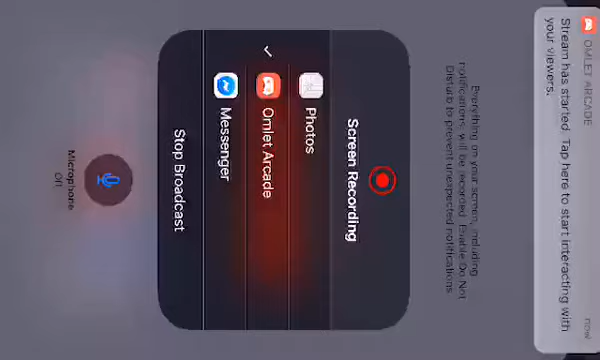 OMLET ARCADE
now
Stream has started. Tap here to start interacting with
your viewers.
Everything on your screen, including
notifications, will be recorded. Enable Do Not
Disturb to prevent unexpected notifications.
Screen Recording
Photos
Omlet Arcade
Messenger
Stop Broadcast
Microphone
Off